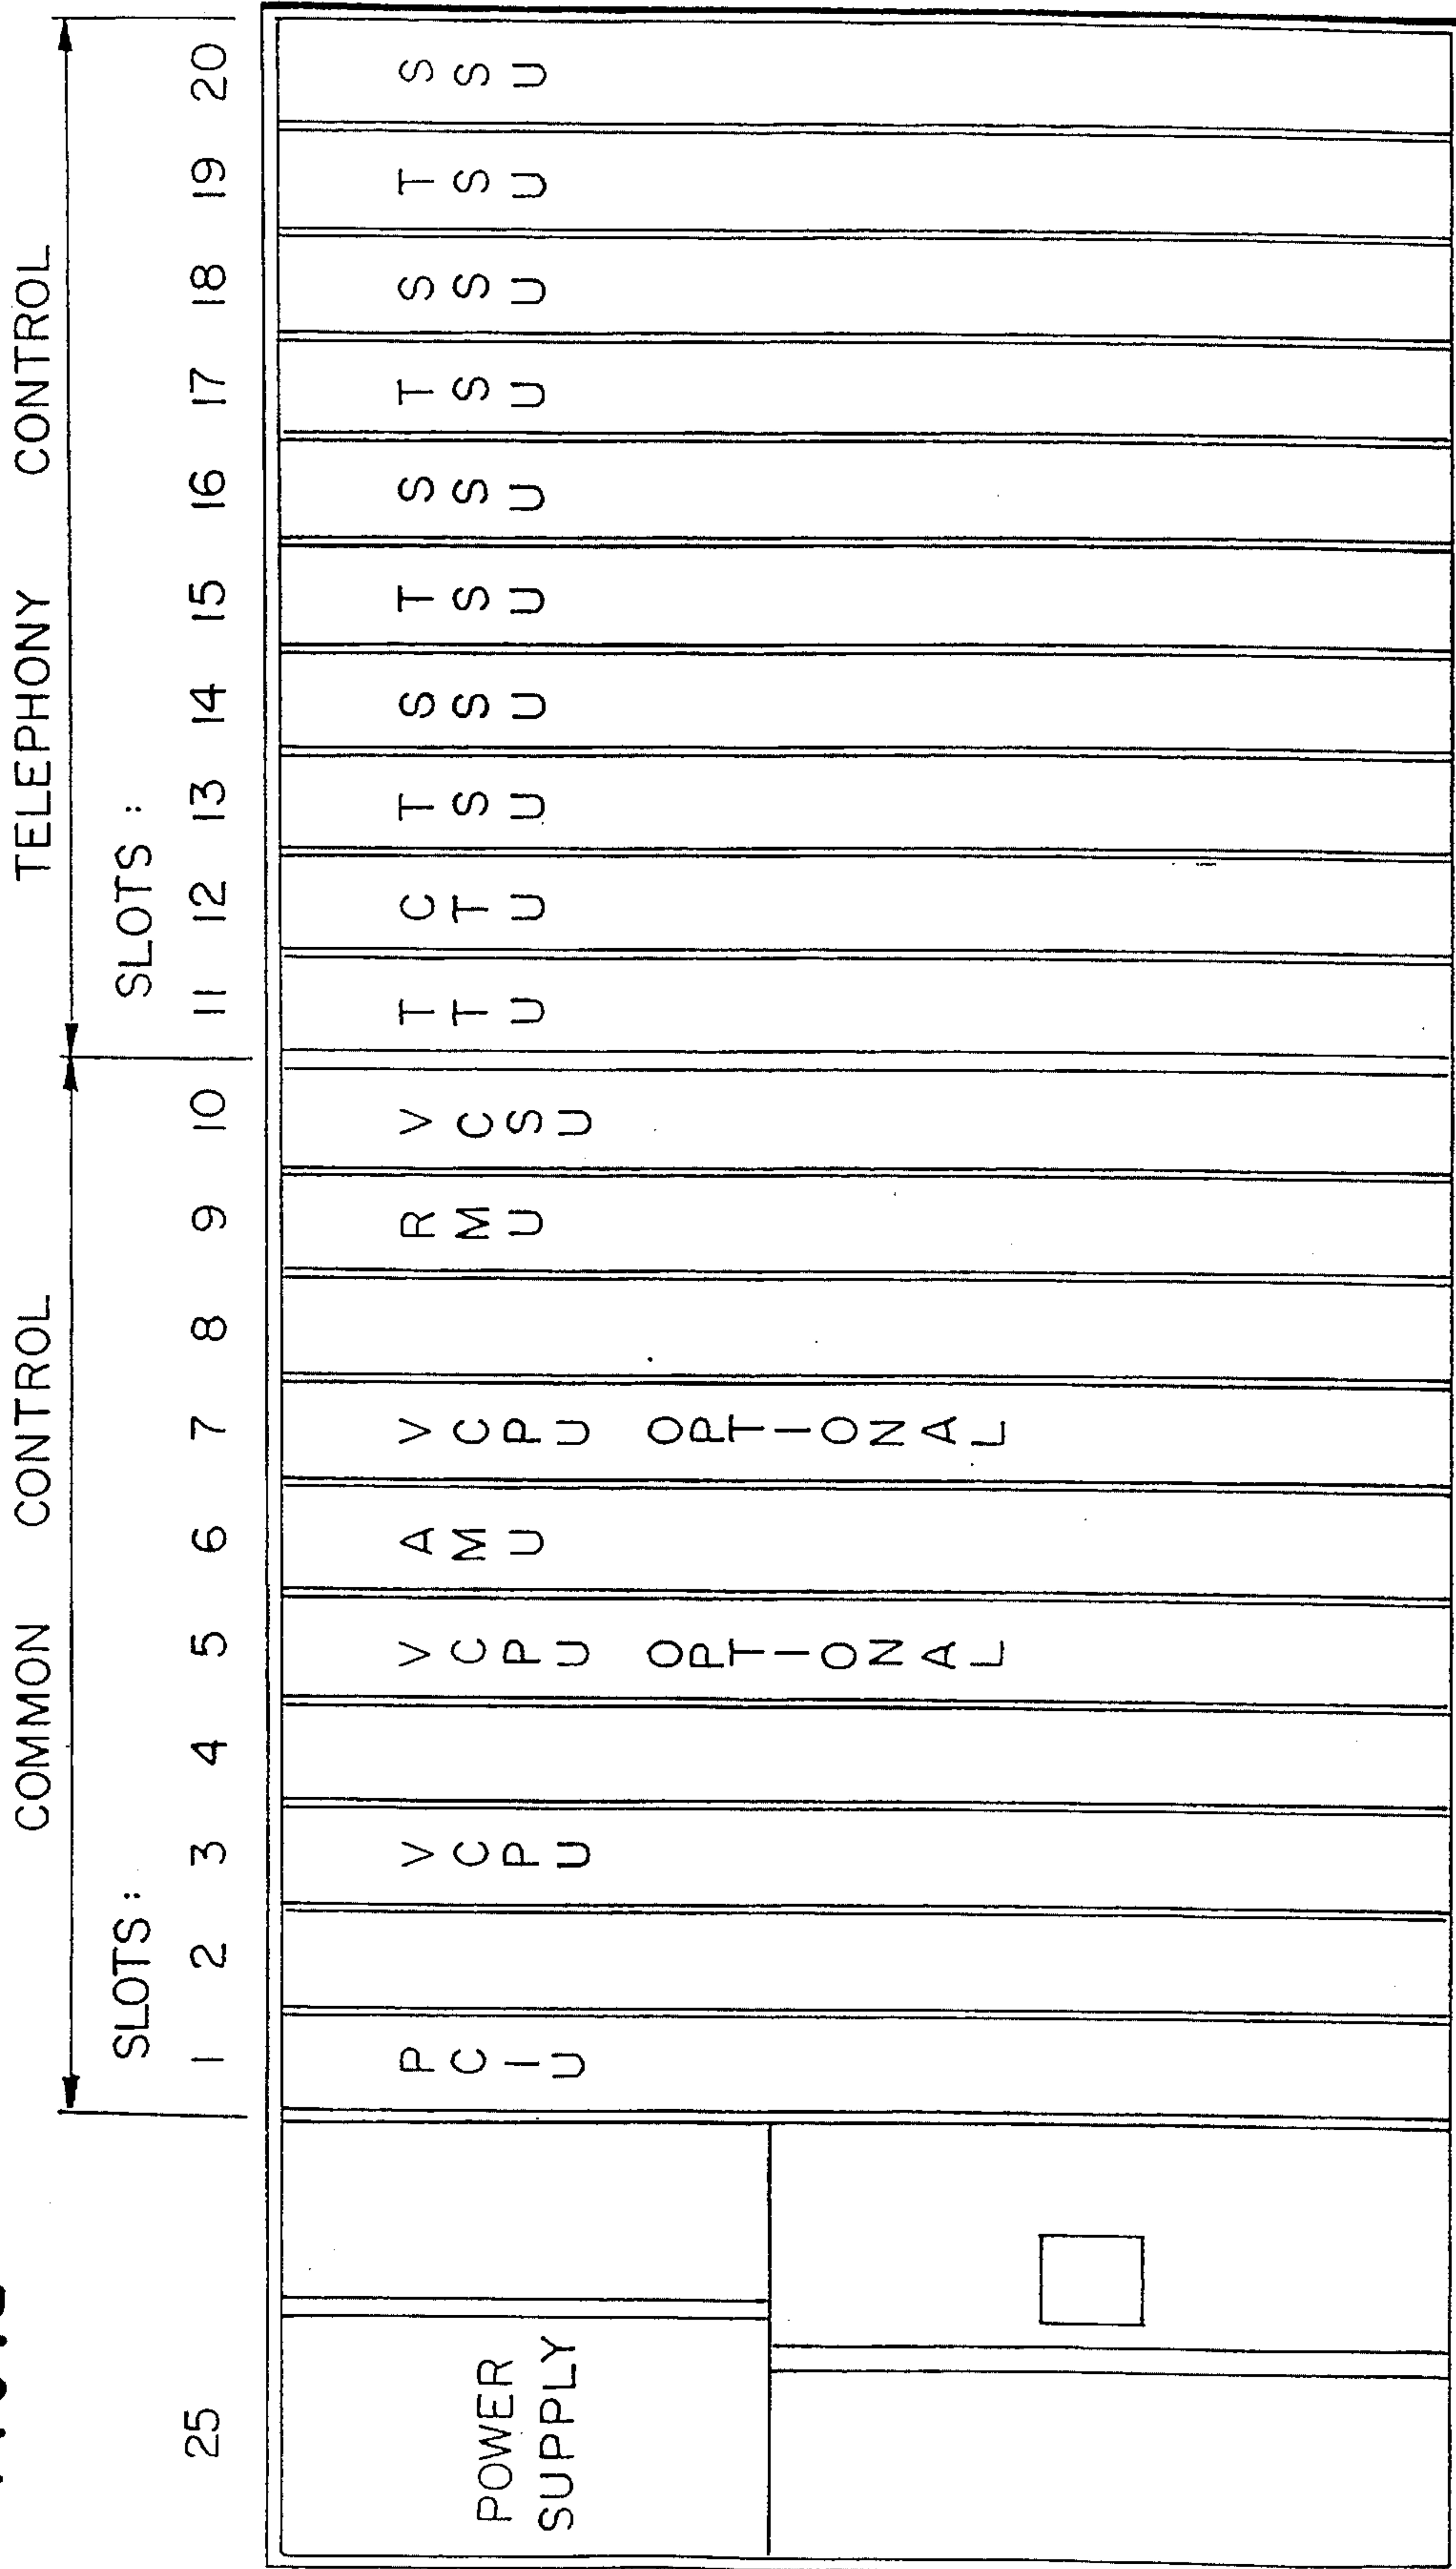 COMMON CONTROL
TELEPHONY CONTROL
SLOTS :
SLOTS :
25
1 2 3 4 5 6 7 8 9 10 11 12 13 14 15 16 17 18 19 20
POWER
SUPPLY
PCIU
VCPU
VCPU OPTIONAL
AMU
VCPU OPTIONAL
RMU
VCSU
TTU
CTU
TSU
SSU
TSU
SSU
TSU
SSU
TSU
SSU